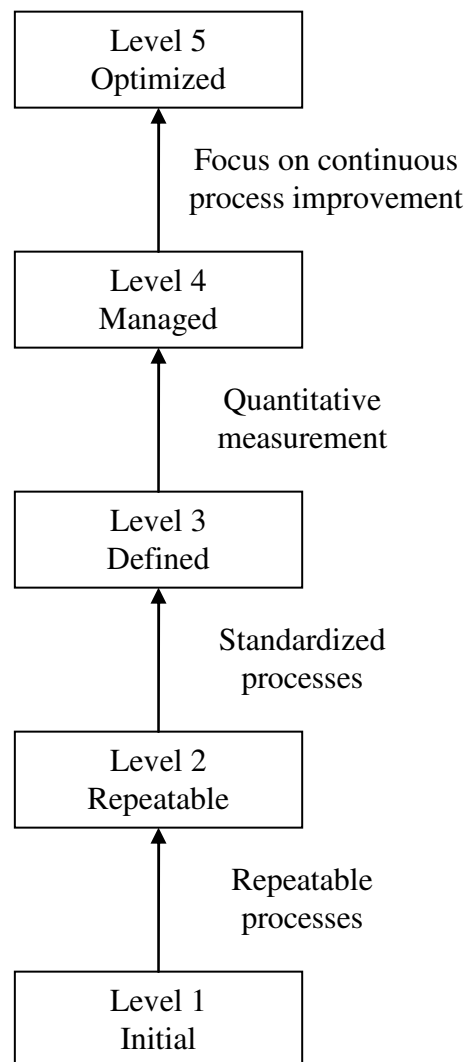 Level 5
Optimized
Focus on continuous
process improvement
Level 4
Managed
Quantitative
measurement
Level 3
Defined
Standardized
processes
Level 2
Repeatable
Repeatable
processes
Level 1
Initial